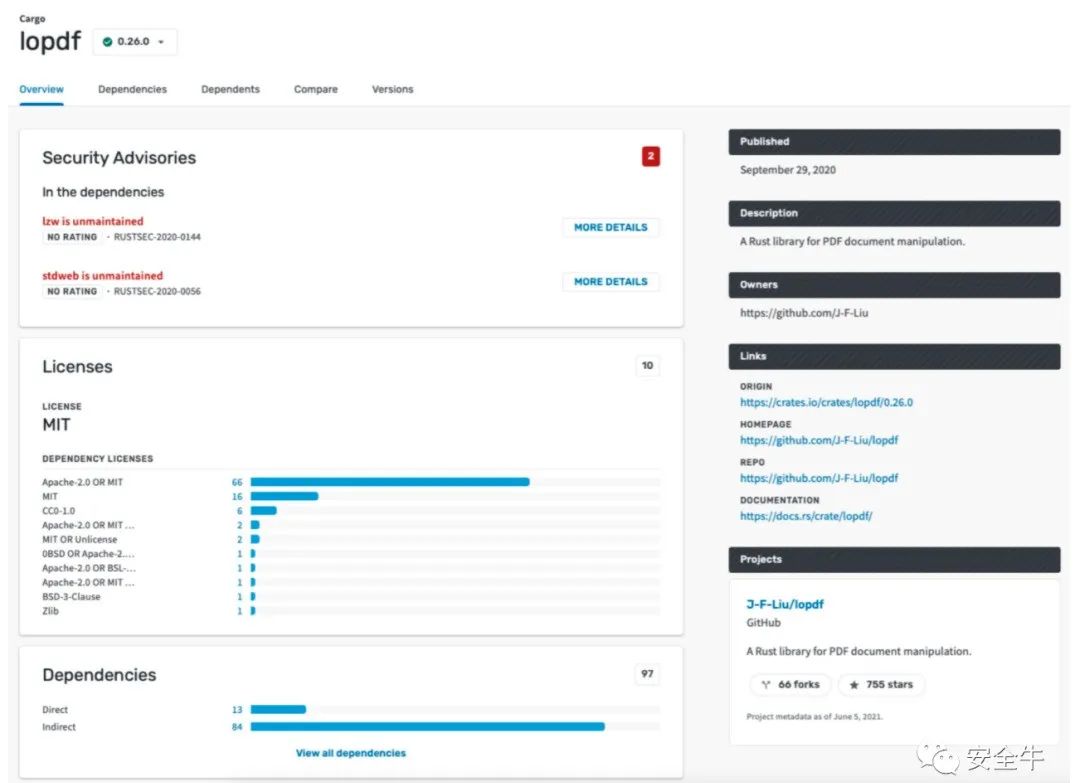 Cargo
lopdf 0.26.0
Overview Dependencies Dependents Compare Versions
Security Advisories 2
In the dependencies
lzw is unmaintained
NO RATING · RUSTSEC-2020-0144
MORE DETAILS
stdweb is unmaintained
NO RATING · RUSTSEC-2020-0056
MORE DETAILS
Licenses 10
LICENSE
MIT
DEPENDENCY LICENSES
Apache-2.0 OR MIT 66
MIT 16
CC0-1.0 6
Apache-2.0 OR MIT ... 2
MIT OR Unlicense 2
0BSD OR Apache-2.... 1
Apache-2.0 OR BSL-... 1
Apache-2.0 OR MIT ... 1
BSD-3-Clause 1
Zlib 1
Dependencies 97
Direct 13
Indirect 84
View all dependencies
Published
September 29, 2020
Description
A Rust library for PDF document manipulation.
Owners
https://github.com/J-F-Liu
Links
ORIGIN
https://crates.io/crates/lopdf/0.26.0
HOMEPAGE
https://github.com/J-F-Liu/lopdf
REPO
https://github.com/J-F-Liu/lopdf
DOCUMENTATION
https://docs.rs/crate/lopdf/
Projects
J-F-Liu/lopdf
GitHub
A Rust library for PDF document manipulation.
66 forks 755 stars
Project metadata as of June 5, 2021.
安全牛